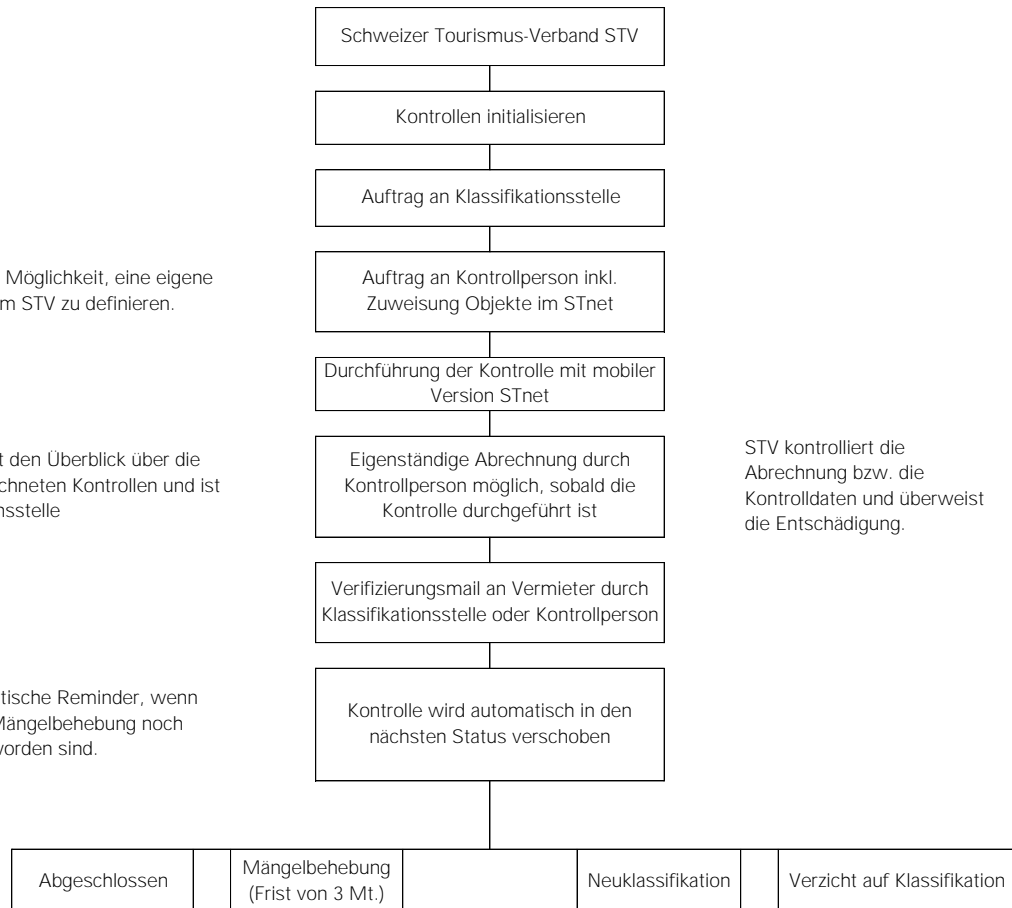 Schweizer Tourismus-Verband STV
Kontrollen initialisieren
Auftrag an Klassifikationsstelle
Möglichkeit, eine eigene
m STV zu definieren.
Auftrag an Kontrollperson inkl.
Zuweisung Objekte im STnet
Durchführung der Kontrolle mit mobiler
Version STnet
t den Überblick über die
chneten Kontrollen und ist
nsstelle
Eigenständige Abrechnung durch
Kontrollperson möglich, sobald die
Kontrolle durchgeführt ist
STV kontrolliert die
Abrechnung bzw. die
Kontrolldaten und überweist
die Entschädigung.
Verifizierungsmail an Vermieter durch
Klassifikationsstelle oder Kontrollperson
tische Reminder, wenn
Mängelbehebung noch
worden sind.
Kontrolle wird automatisch in den
nächsten Status verschoben
Abgeschlossen
Mängelbehebung
(Frist von 3 Mt.)
Neuklassifikation
Verzicht auf Klassifikation